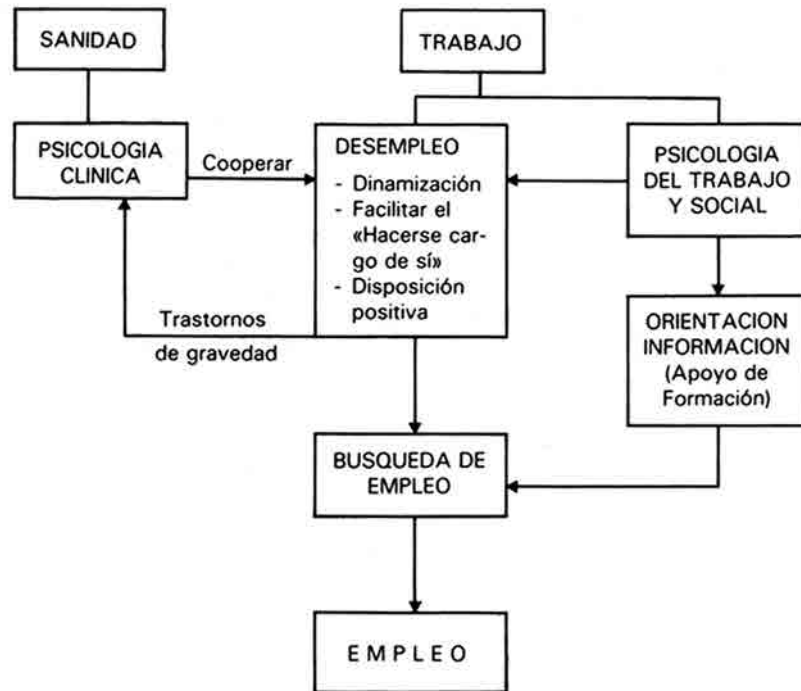 SANIDAD
TRABAJO
PSICOLOGIA
CLINICA
Cooperar
DESEMPLEO
- Dinamización
- Facilitar el
«Hacerse car-
go de sí»
- Disposición
positiva
PSICOLOGIA
DEL TRABAJO
Y SOCIAL
Trastornos
de gravedad
ORIENTACION
INFORMACION
(Apoyo de
Formación)
BUSQUEDA DE
EMPLEO
EMPLEO